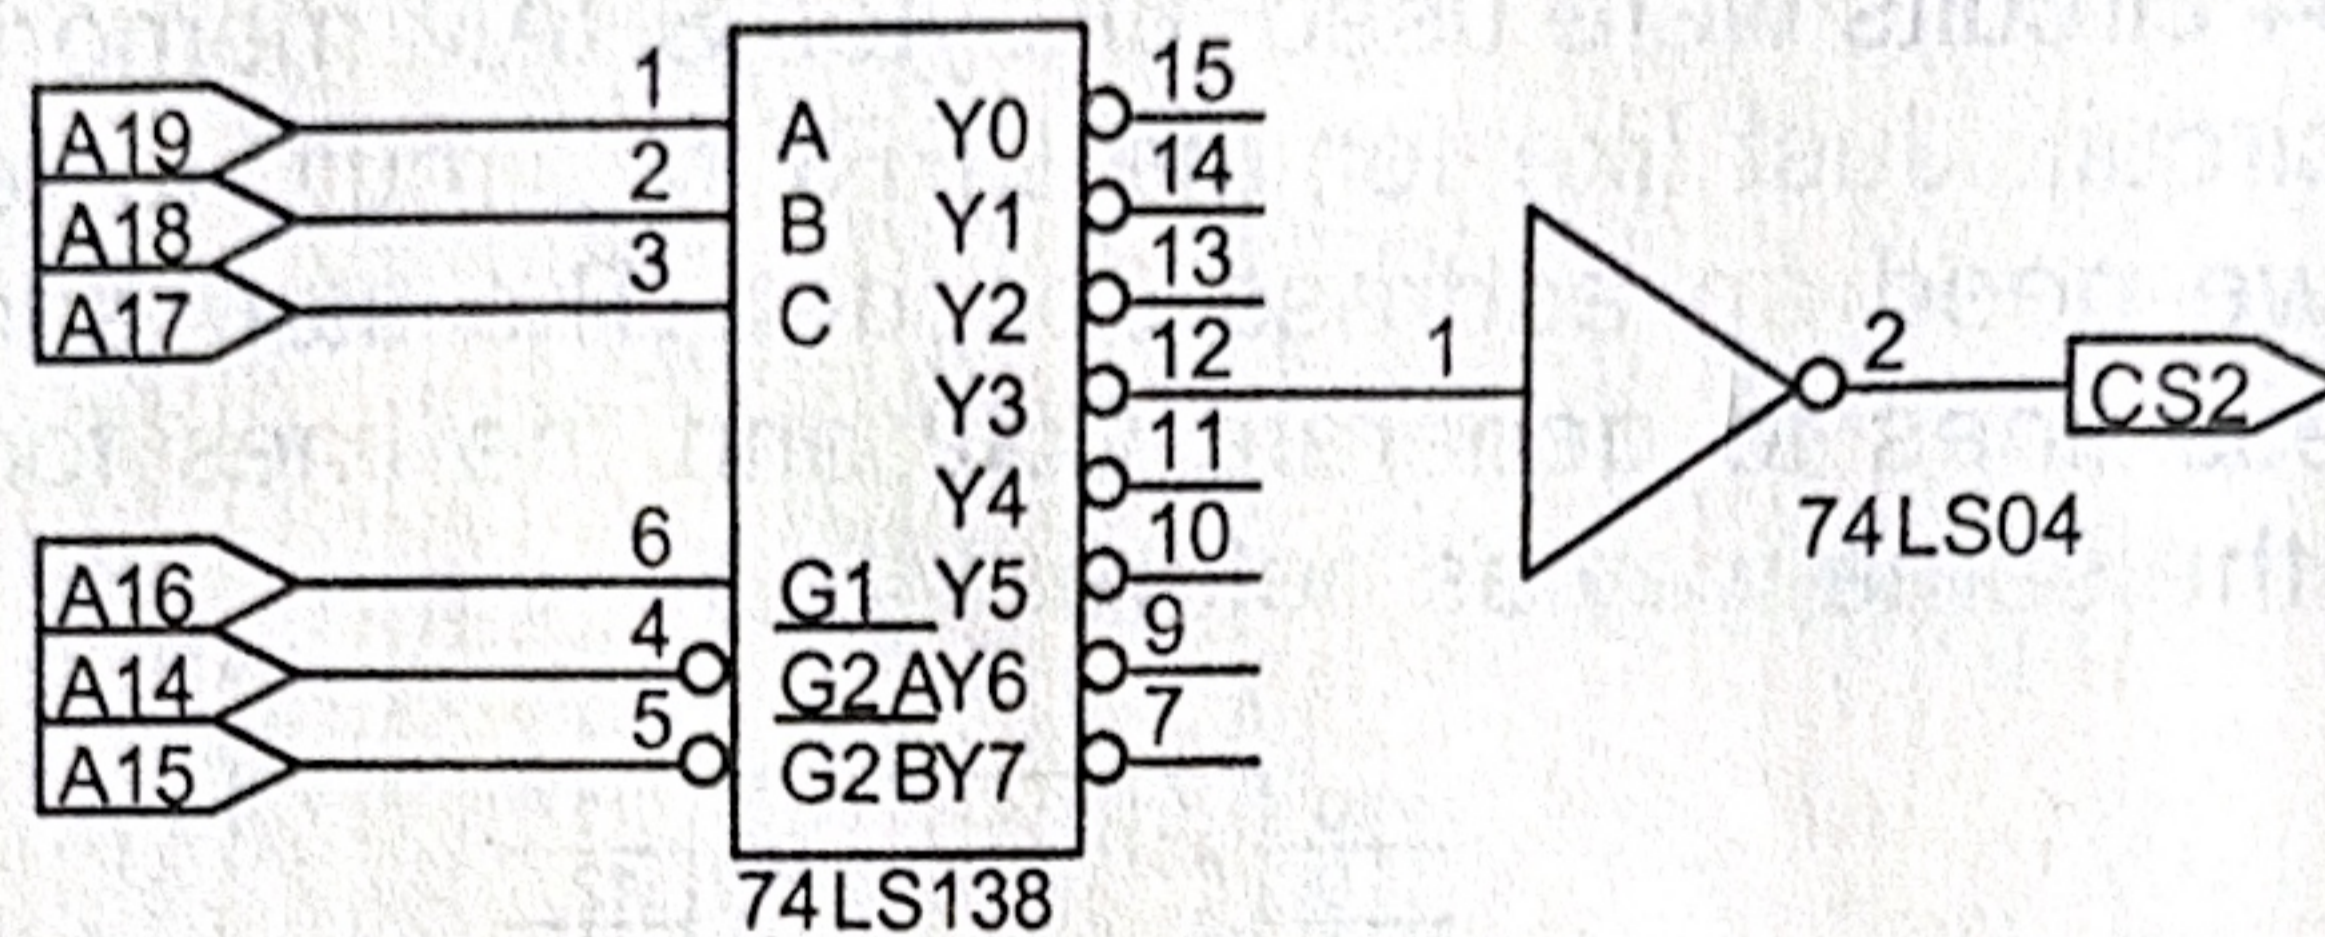 1 15
A19 A Y0
2 14
A18 B Y1
3 13
A17 C Y2
12 1 2
Y3 CS2
11
Y4 74LS04
6 10
A16 G1 Y5
4 9
A14 G2A Y6
5 7
A15 G2B Y7
74LS138